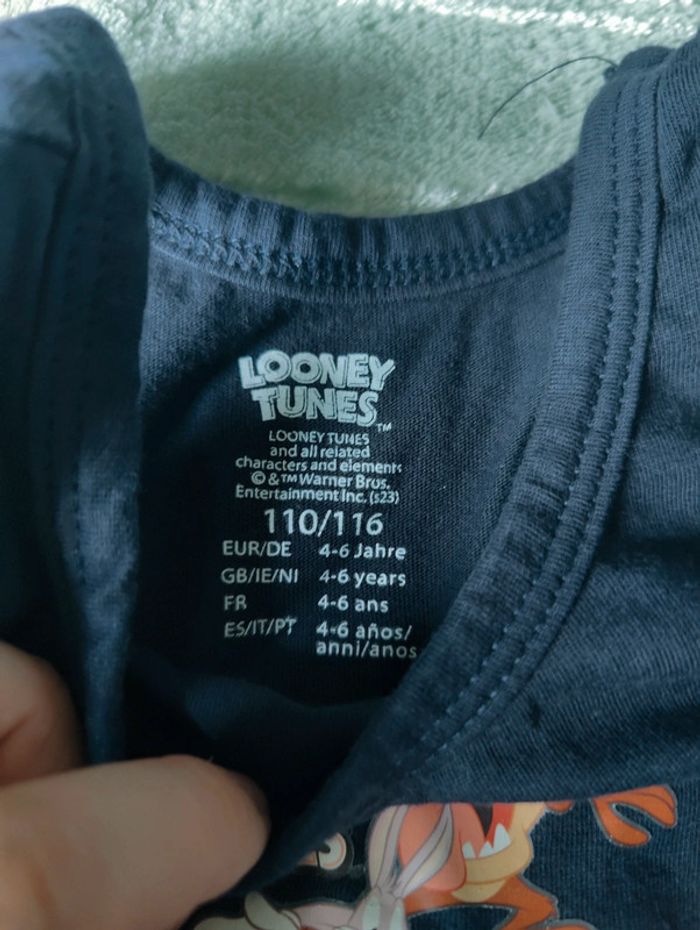 LOONEY
TUNES™
LOONEY TUNES
and all related
characters and elements
© & ™ Warner Bros.
Entertainment Inc. (s23)
110/116
EUR/DE 4-6 Jahre
GB/IE/NI 4-6 years
FR 4-6 ans
ES/IT/PT 4-6 años/
anni/anos